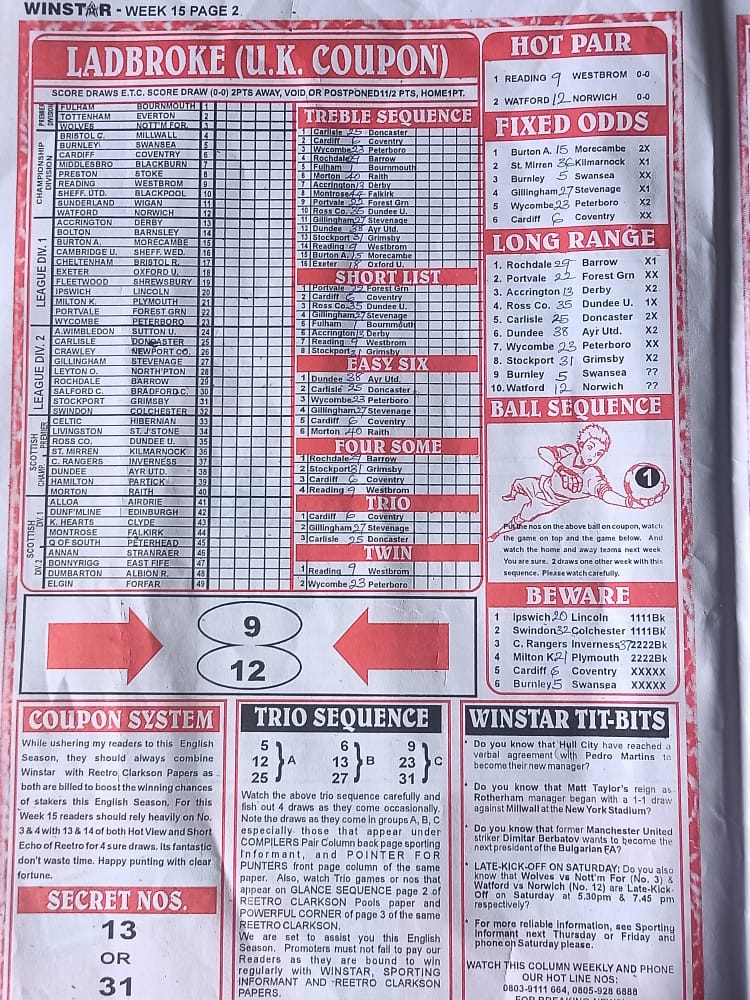 WINSTAR - WEEK 15 PAGE 2
LADBROKE (U.K. COUPON)
SCORE DRAWS E.T.C. SCORE DRAW (0-0) 2PTS AWAY, VOID OR POSTPONED11/2 PTS, HOME1PT.
PREMIER DIVISION
FULHAM BOURNMOUTH 1
TOTTENHAM EVERTON 2
WOLVES NOTT'M FOR. 3
CHAMPIONSHIP DIVISION
BRISTOL C. MILLWALL 4
BURNLEY SWANSEA 5
CARDIFF COVENTRY 6
MIDDLESBRO BLACKBURN 7
PRESTON STOKE 8
READING WESTBROM 9
SHEFF. UTD. BLACKPOOL 10
SUNDERLAND WIGAN 11
WATFORD NORWICH 12
LEAGUE DIV. 1
ACCRINGTON DERBY 13
BOLTON BARNSLEY 14
BURTON A. MORECAMBE 15
CAMBRIDGE U. SHEF. WED. 16
CHELTENHAM BRISTOL R. 17
EXETER OXFORD U. 18
FLEETWOOD SHREWSBURY 19
IPSWICH LINCOLN 20
MILTON K. PLYMOUTH 21
PORTVALE FOREST GRN 22
WYCOMBE PETERBORO 23
LEAGUE DIV. 2
A.WIMBLEDON SUTTON U. 24
CARLISLE DONCASTER 25
CRAWLEY NEWPORT CO. 26
GILLINGHAM STEVENAGE 27
LEYTON O. NORTH'PTON 28
ROCHDALE BARROW 29
SALFORD C. BRADFORD C. 30
STOCKPORT GRIMSBY 31
SWINDON COLCHESTER 32
SCOTTISH PREMIER
CELTIC HIBERNIAN 33
LIVINGSTON ST. J'STONE 34
ROSS CO. DUNDEE U. 35
ST. MIRREN KILMARNOCK 36
CHAMP.
C. RANGERS INVERNESS 37
DUNDEE AYR UTD. 38
HAMILTON PARTICK 39
MORTON RAITH 40
SCOTTISH DIV. 1
ALLOA AIRDRIE 41
DUNF'MLINE EDINBURGH 42
K. HEARTS CLYDE 43
MONTROSE FALKIRK 44
Q OF SOUTH PETERHEAD 45
DIV. 2
ANNAN STRANRAER 46
BONNYRIGG EAST FIFE 47
DUMBARTON ALBION R. 48
ELGIN FORFAR 49
TREBLE SEQUENCE
1 Carlisle 25 Doncaster
2 Cardiff 6 Coventry
3 Wycombe 23 Peterboro
4 Rochdale 29 Barrow
5 Fulham 1 Bournmouth
6 Morton 40 Raith
7 Accrington 13 Derby
8 Montrose 44 Falkirk
9 Portvale 22 Forest Grn
10 Ross Co. 35 Dundee U.
11 Gillingham 27 Stevenage
12 Dundee 38 Ayr Utd.
13 Stockport 31 Grimsby
14 Reading 9 Westbrom
15 Burton A. 15 Morecambe
16 Exeter 18 Oxford U.
SHORT LIST
1 Portvale 22 Forest Grn
2 Cardiff 6 Coventry
3 Ross Co. 35 Dundee U.
4 Gillingham 27 Stevenage
5 Fulham 1 Bournmouth
6 Accrington 13 Derby
7 Reading 9 Westbrom
8 Stockport 31 Grimsby
EASY SIX
1 Dundee 38 Ayr Utd.
2 Carlisle 25 Doncaster
3 Wycombe 23 Peterboro
4 Gillingham 27 Stevenage
5 Cardiff 6 Coventry
6 Morton 40 Raith
FOUR SOME
1 Rochdale 29 Barrow
2 Stockport 31 Grimsby
3 Cardiff 6 Coventry
4 Reading 9 Westbrom
TRIO
1 Cardiff 6 Coventry
2 Gillingham 27 Stevenage
3 Carlisle 25 Doncaster
TWIN
1 Reading 9 Westbrom
2 Wycombe 23 Peterboro
HOT PAIR
1 READING 9 WESTBROM 0-0
2 WATFORD 12 NORWICH 0-0
FIXED ODDS
1 Burton A. 15 Morecambe 2X
2 St. Mirren 36 Kilmarnock X1
3 Burnley 5 Swansea XX
4 Gillingham 27 Stevenage X1
5 Wycombe 23 Peterboro X2
6 Cardiff 6 Coventry XX
LONG RANGE
1. Rochdale 29 Barrow X1
2. Portvale 22 Forest Grn XX
3. Accrington 13 Derby X2
4. Ross Co. 35 Dundee U. 1X
5. Carlisle 25 Doncaster 2X
6. Dundee 38 Ayr Utd. X2
7. Wycombe 23 Peterboro XX
8. Stockport 31 Grimsby X2
9 Burnley 5 Swansea ??
10. Watford 12 Norwich ??
BALL SEQUENCE
1
Put the nos on the above ball on coupon, watch
the game on top and the game below. And
watch the home and away teams next week
You are sure. 2 draws one other week with this
sequence. Please watch carefully.
BEWARE
1 Ipswich 20 Lincoln 1111Bk
2 Swindon 32 Colchester 1111Bk
3 C. Rangers Inverness 37 2222Bk
4 Milton K 21 Plymouth 2222Bk
5 Cardiff 6 Coventry XXXXX
6 Burnley 5 Swansea XXXXX
9
12
COUPON SYSTEM
While ushering my readers to this English
Season, they should always combine
Winstar with Reetro Clarkson Papers as
both are billed to boost the winning chances
of stakers this English Season. For this
Week 15 readers should rely heavily on No.
3 & 4 with 13 & 14 of both Hot View and Short
Echo of Reetro for 4 sure draws. Its fantastic
don't waste time. Happy punting with clear
fortune.
SECRET NOS.
13
OR
31
TRIO SEQUENCE
5 6 9
12 A 13 B 23 C
25 27 31
Watch the above trio sequence carefully and
fish out 4 draws as they come occasionally.
Note the draws as they come in groups A, B, C
especially those that appear under
COMPILERS Pair Column back page sporting
Informant, and POINTER FOR
PUNTERS front page column of the same
paper. Also, watch Trio games or nos that
appear on GLANCE SEQUENCE page 2 of
REETRO CLARKSON Pools paper and
POWERFUL CORNER of page 3 of the same
REETRO CLARKSON.
We are set to assist you this English
Season. Promoters must not fail to pay our
Readers as they are bound to win
regularly with WINSTAR, SPORTING
INFORMANT AND REETRO CLARKSON
PAPERS.
WINSTAR TIT-BITS
* Do you know that Hull City have reached a
verbal agreement with Pedro Martins to
become their new manager?
* Do you know that Matt Taylor's reign as
Rotherham manager began with a 1-1 draw
against Millwall at the New York Stadium?
* Do you know that former Manchester United
striker Dimitar Berbatov wants to become the
next president of the Bulgarian FA?
* LATE-KICK-OFF ON SATURDAY: Do you also
know that Wolves vs Nott'm For (No. 3) &
Watford vs Norwich (No. 12) are Late-Kick-
Off on Saturday at 5.30pm & 7.45 pm
respectively?
* For more reliable Information, see Sporting
Informant next Thursday or Friday and
phone on Saturday please.
WATCH THIS COLUMN WEEKLY AND PHONE
OUR HOT LINE NOS:
0803-9111 664, 0805-928 6888
FOR BREAKING NEWS